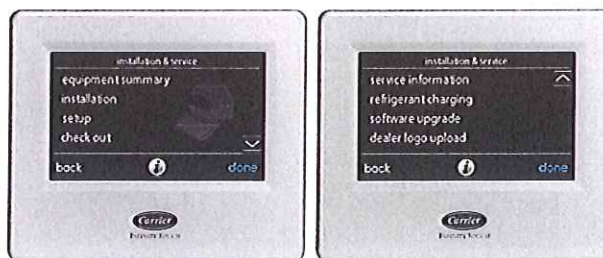 installation & service
equipment summary
installation
setup
check out
back
done
Carrier
installation & service
service information
refrigerant charging
software upgrade
dealer logo upload
back
done
Carrier